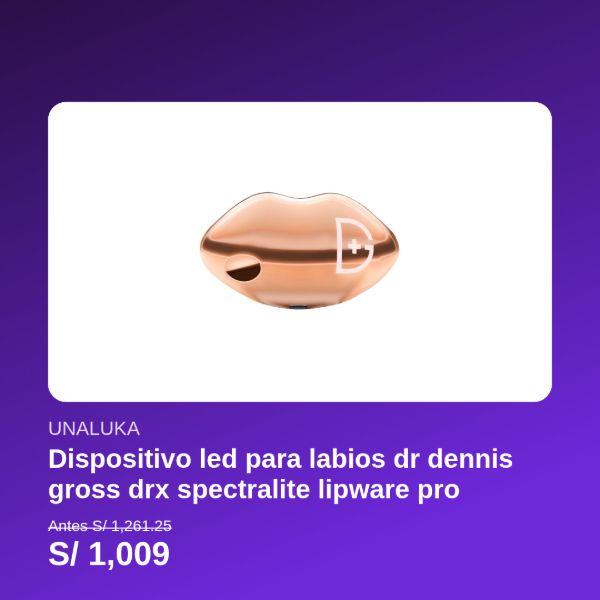 UNALUKA
Dispositivo led para labios dr dennis
gross drx spectralite lipware pro
Antes S/ 1,261.25
S/ 1,009